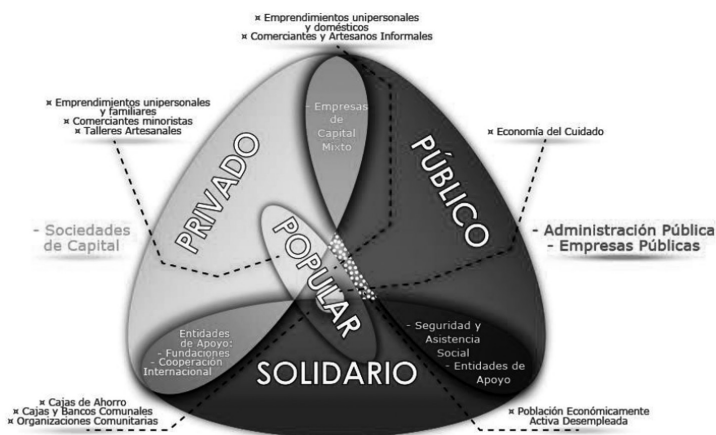 ¤ Emprendimientos unipersonales
y domésticos
¤ Comerciantes y Artesanos Informales
¤ Emprendimientos unipersonales
y familiares
¤ Comerciantes minoristas
¤ Talleres Artesanales
- Empresas
de
Capital
Mixto
¤ Economía del Cuidado
PRIVADO
PÚBLICO
- Sociedades
de Capital
- Administración Pública
- Empresas Públicas
POPULAR
Entidades
de Apoyo:
- Fundaciones
- Cooperación
Internacional
- Seguridad y
Asistencia
Social
- Entidades de
Apoyo
SOLIDARIO
¤ Cajas de Ahorro
¤ Cajas y Bancos Comunales
¤ Organizaciones Comunitarias
¤ Población Económicamente
Activa Desempleada